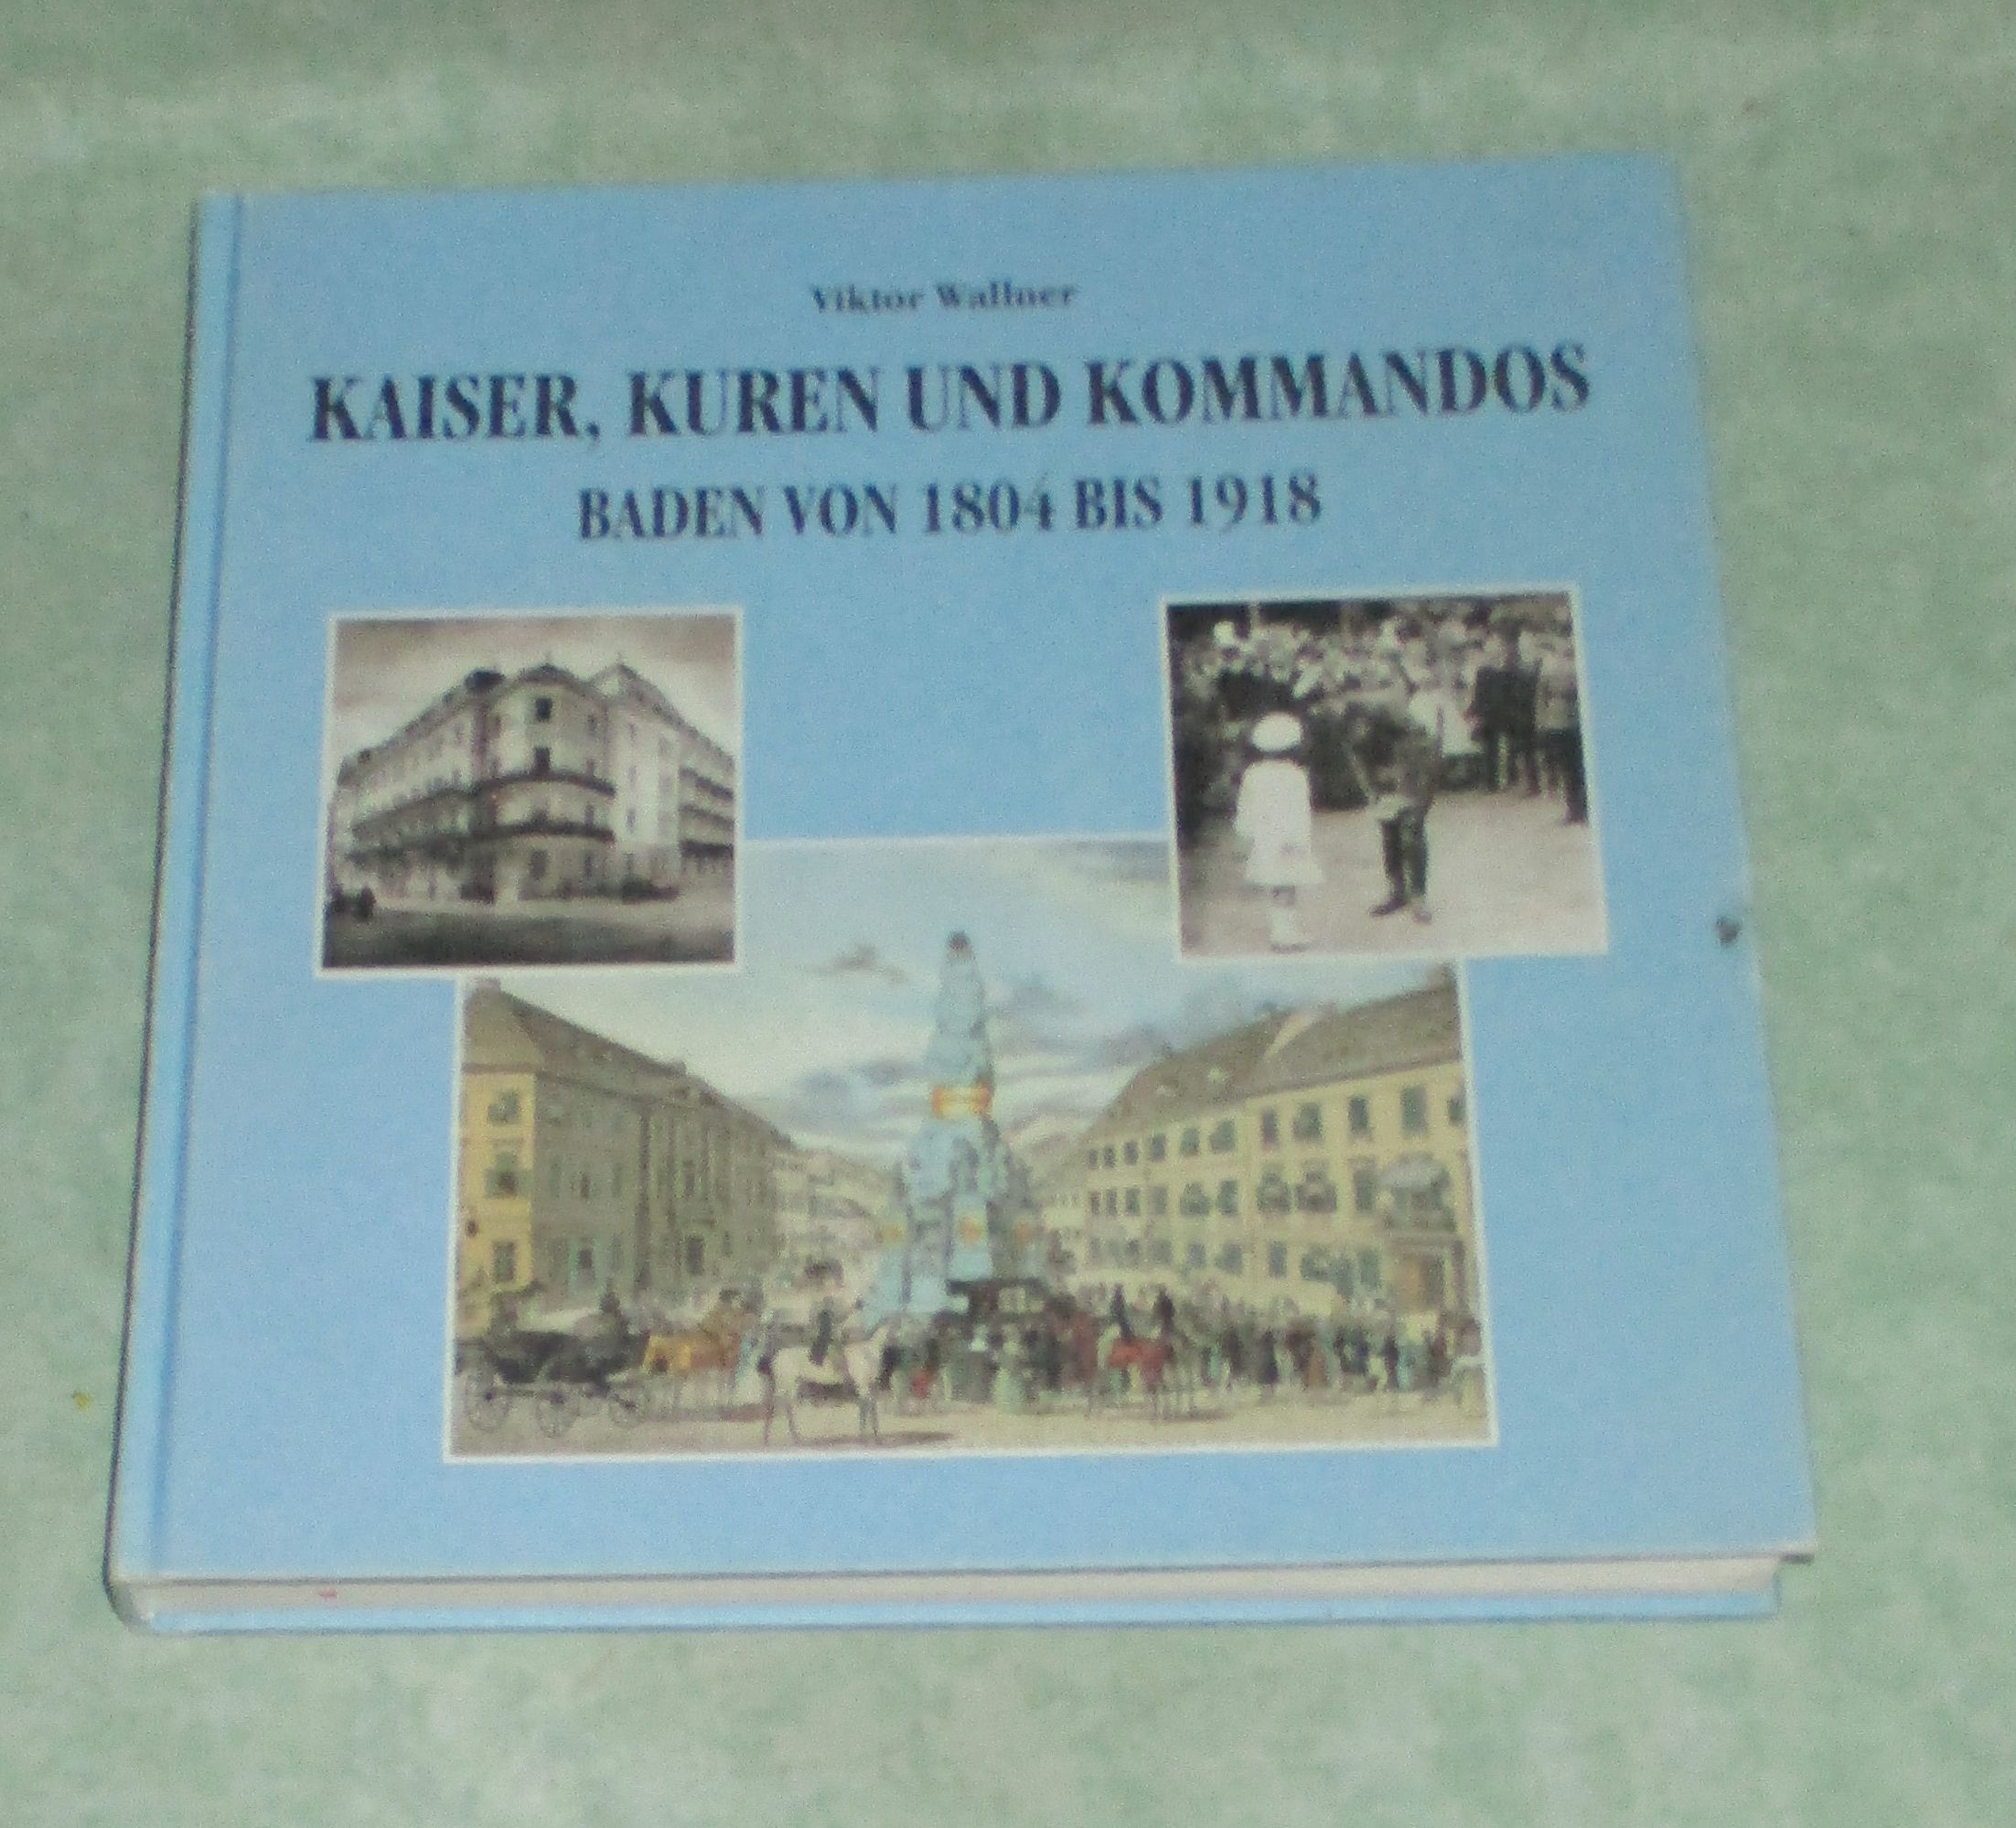 Viktor Wallner
KAISER, KUREN UND KOMMANDOS
BADEN VON 1804 BIS 1918